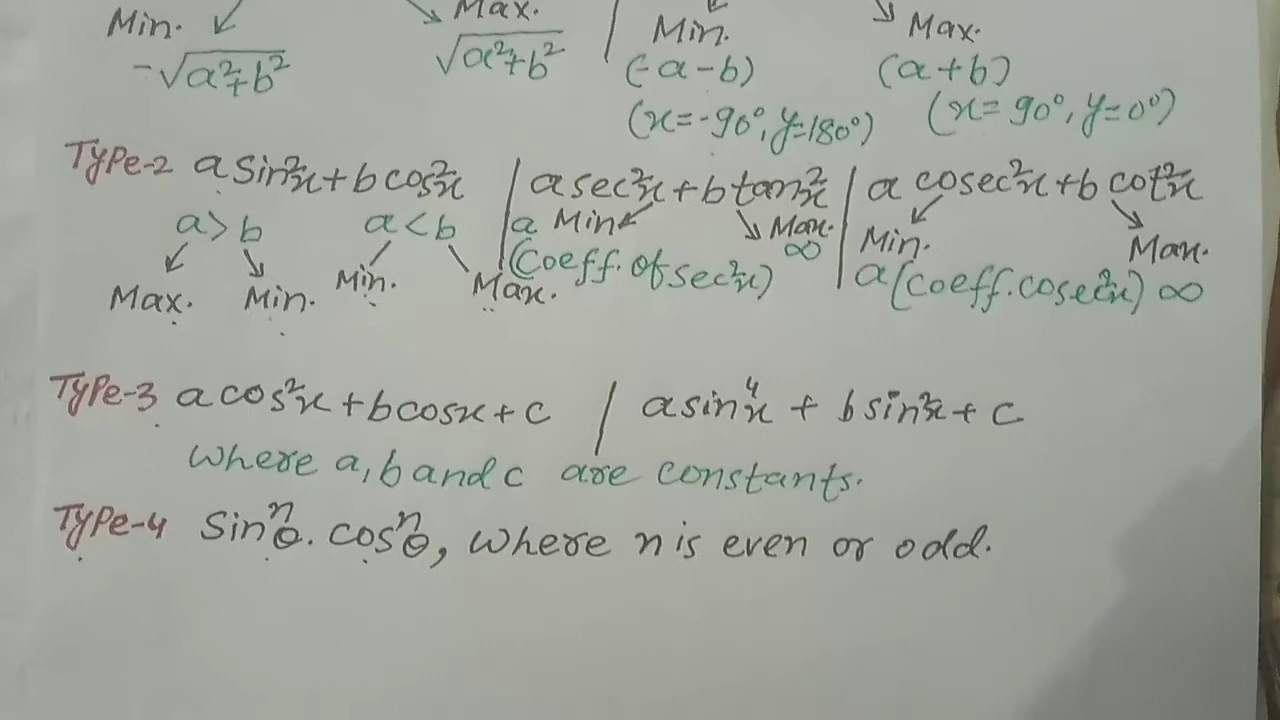 Min. ↙ ↘ Max. | Min. ↙ ↘ Max.
-√a²+b² √a²+b² (-a-b) (a+b)
(x=-90°, y=180°) (x=90°, y=0°)
Type-2 a sin²x+b cos²x | a sec²x+b tan²x | a cosec²x+b cot²x
a>b a<b a Min ↙ ↘ Max. ∞ Min. ↙ ↘ Max.
↙ ↘ Max. Min. Min. Max. (Coeff. of sec²x) a (coeff. cosec²x) ∞
Type-3 a cos²x+b cosx+c / a sin⁴x + b sin²x+c
where a, b and c are constants.
Type-4 Sinⁿθ. cosⁿθ, where n is even or odd.